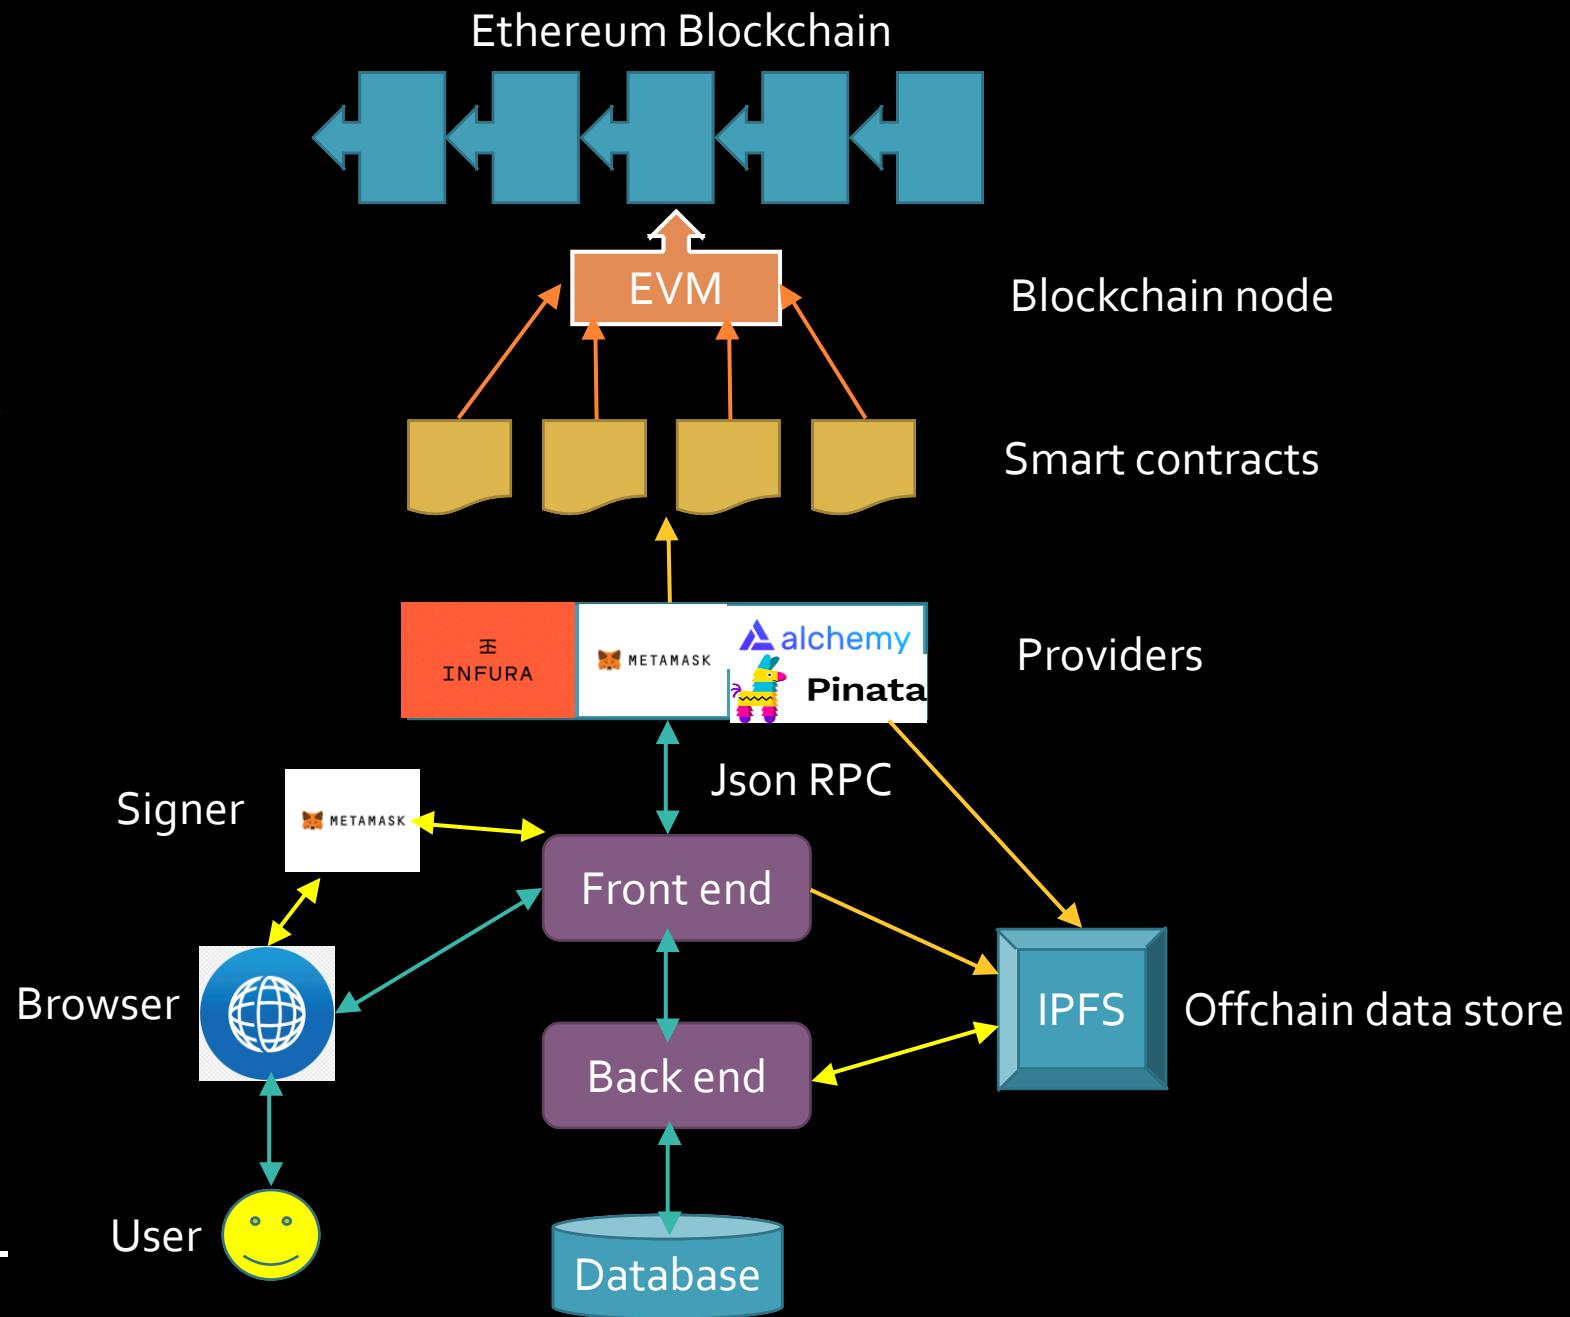 Ethereum Blockchain
EVM
Blockchain node
Smart contracts
INFURA
METAMASK
alchemy
Pinata
Providers
Json RPC
Signer
METAMASK
Front end
Browser
IPFS
Offchain data store
Back end
User
Database